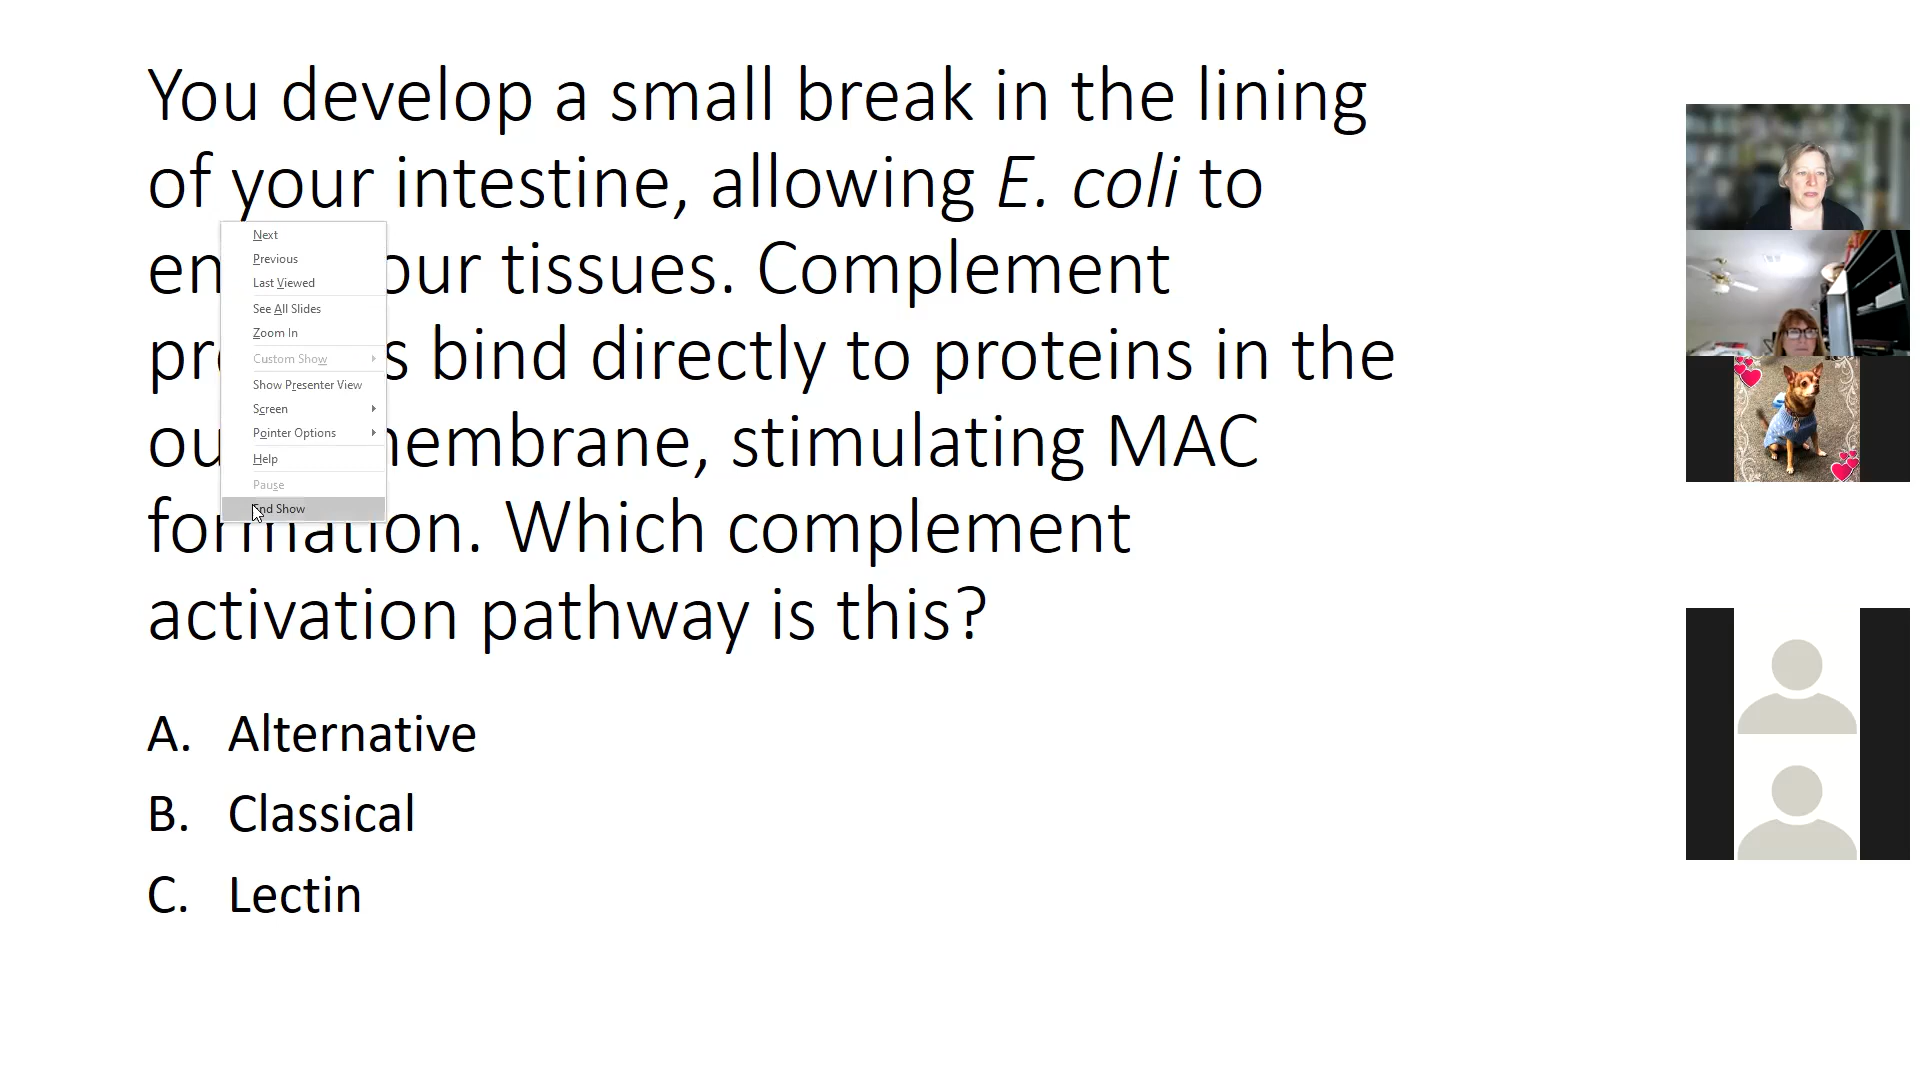 You develop a small break in the lining
of your intestine, allowing E. coli to
en our tissues. Complement
pr s bind directly to proteins in the
ou membrane, stimulating MAC
formation. Which complement
activation pathway is this?
Next
Previous
Last Viewed
See All Slides
Zoom In
Custom Show
Show Presenter View
Screen
Pointer Options
Help
Pause
End Show
A. Alternative
B. Classical
C. Lectin